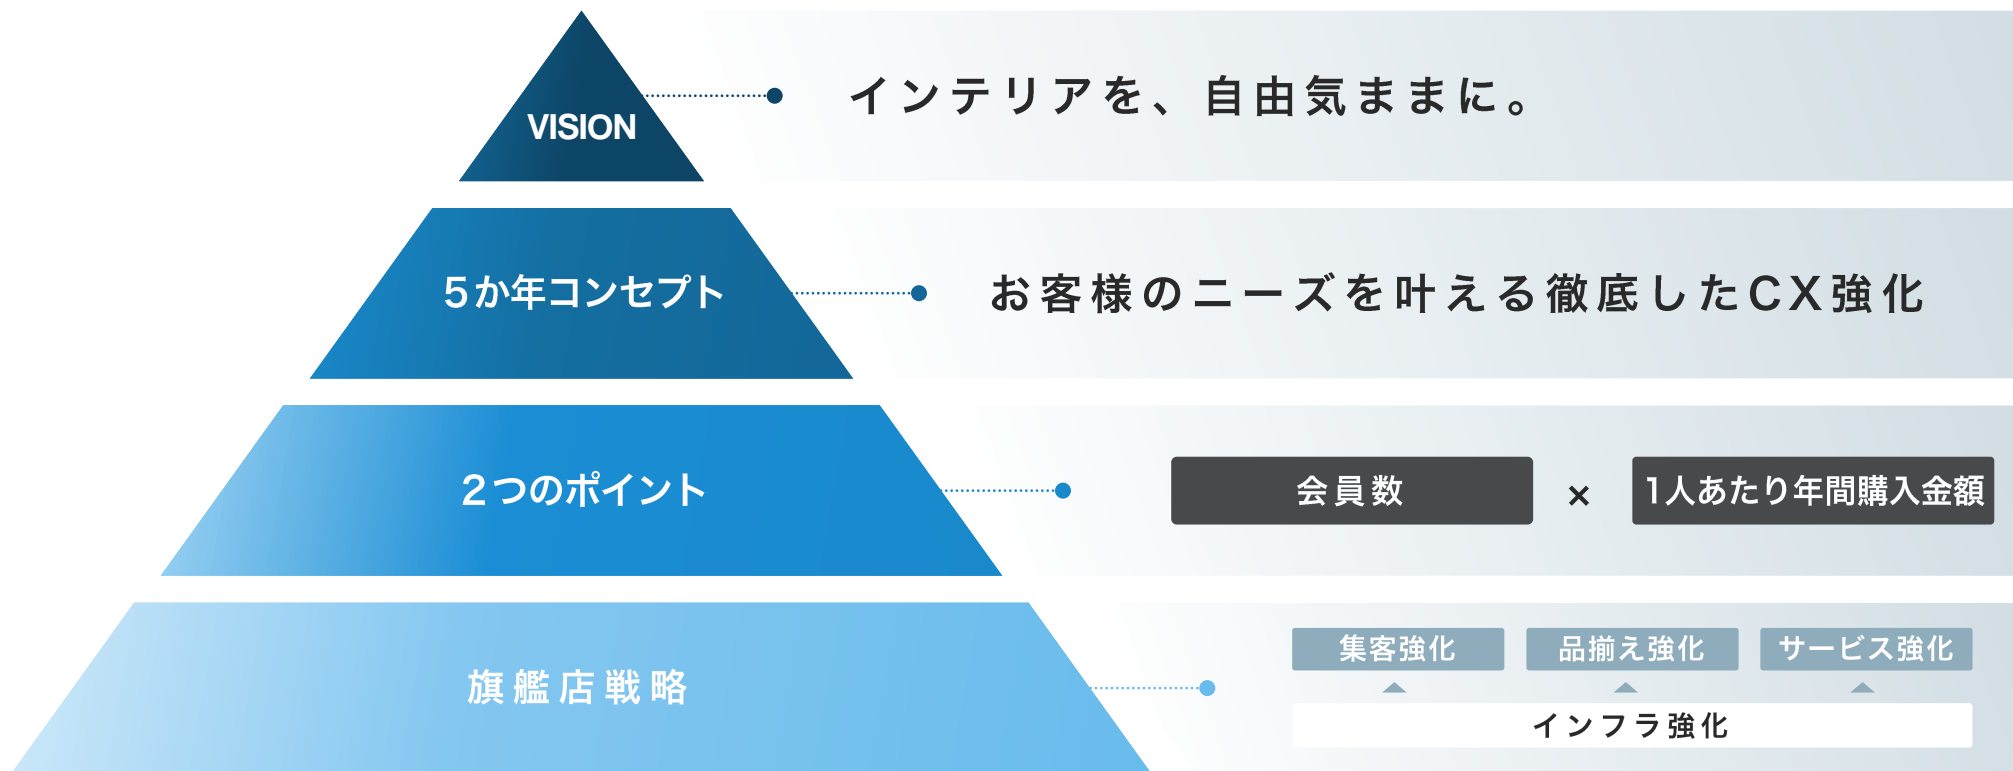 VISION
インテリアを、自由気ままに。
５か年コンセプト
お客様のニーズを叶える徹底したCX強化
２つのポイント
会員数
×
1人あたり年間購入金額
旗艦店戦略
集客強化
品揃え強化
サービス強化
インフラ強化